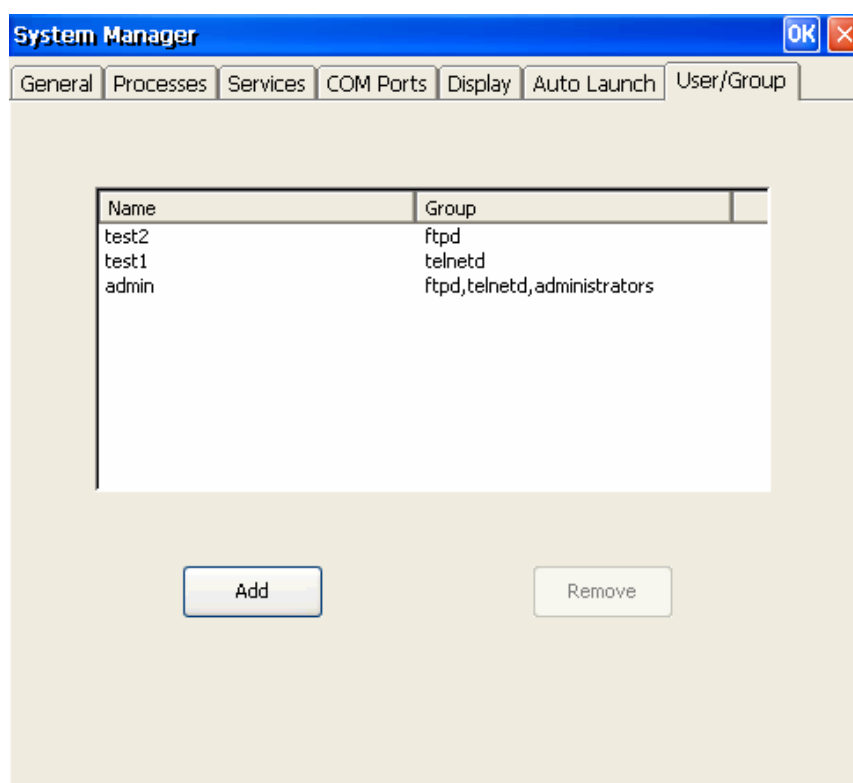 System Manager OK
General Processes Services COM Ports Display Auto Launch User/Group
Name Group
test2 ftpd
test1 telnetd
admin ftpd,telnetd,administrators
Add Remove